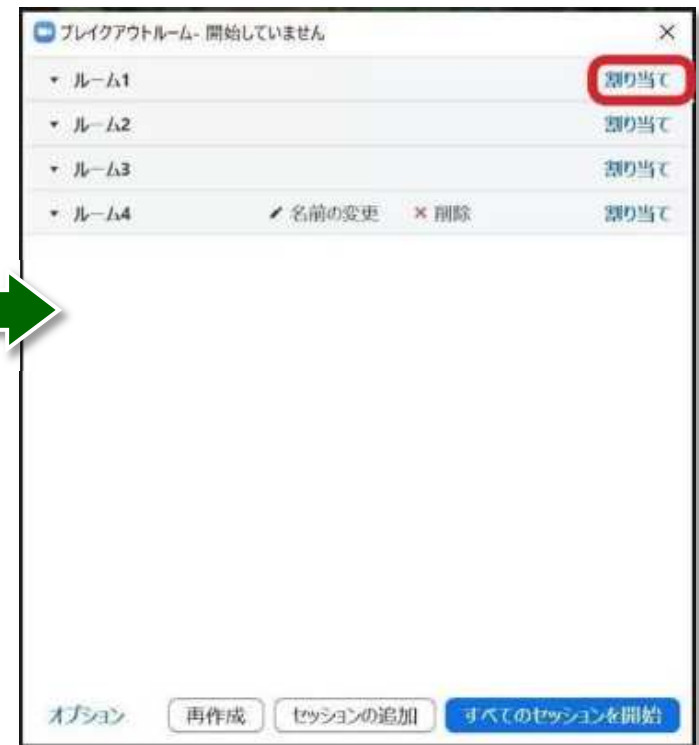 ブレイクアウトルーム- 開始していません
ルーム1 割り当て
ルーム2 割り当て
ルーム3 割り当て
ルーム4 名前の変更 × 削除 割り当て
オプション 再作成 セッションの追加 すべてのセッションを開始